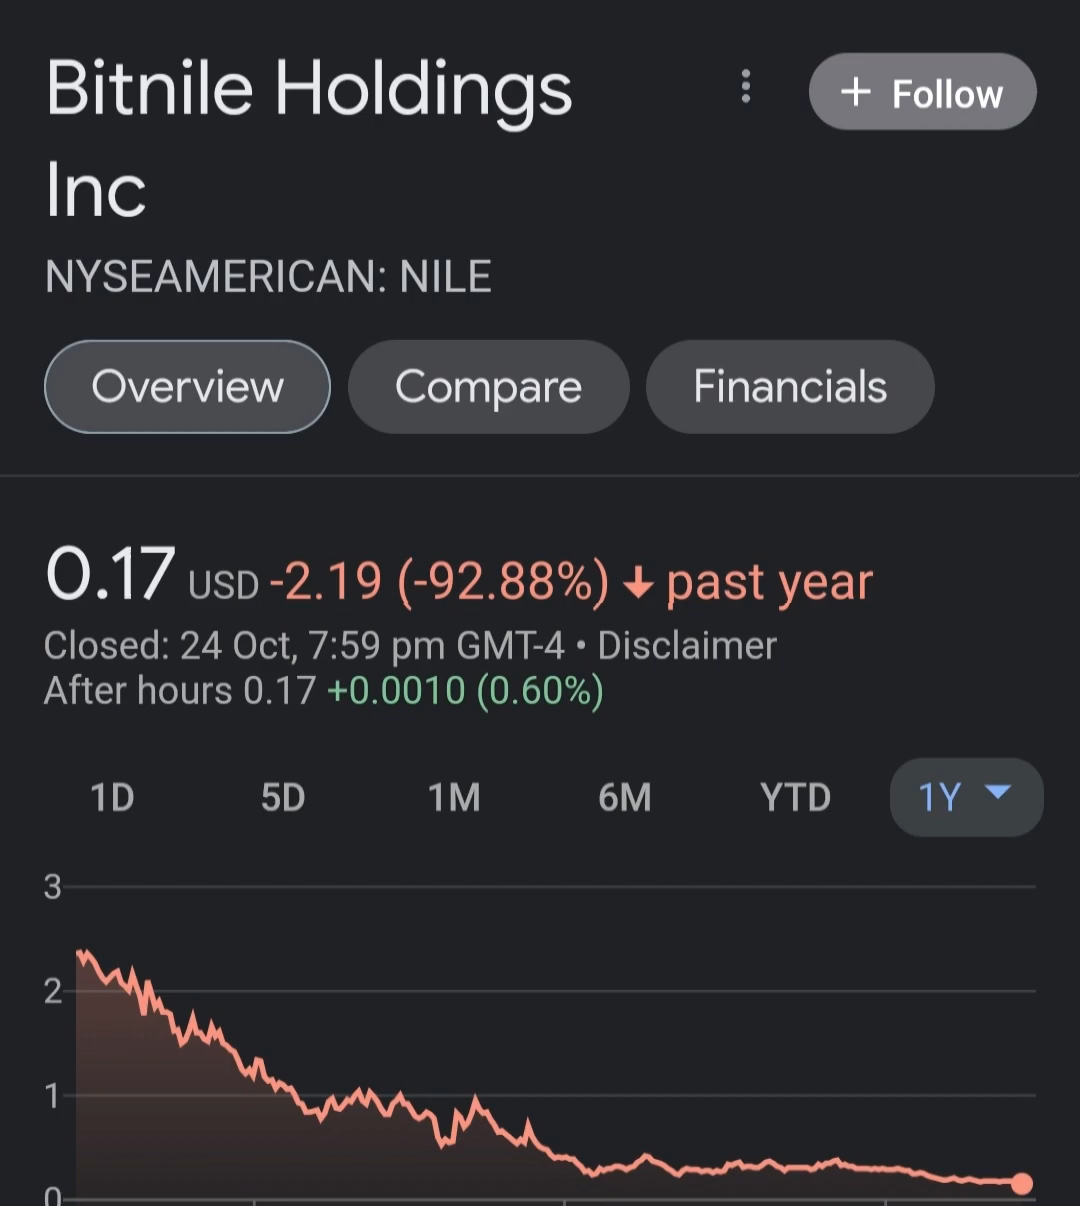 Bitnile Holdings
Inc
+ Follow
NYSEAMERICAN: NILE
Overview Compare Financials
0.17 USD -2.19 (-92.88%) ↓ past year
Closed: 24 Oct, 7:59 pm GMT-4 • Disclaimer
After hours 0.17 +0.0010 (0.60%)
1D 5D 1M 6M YTD 1Y
3
2
1
0